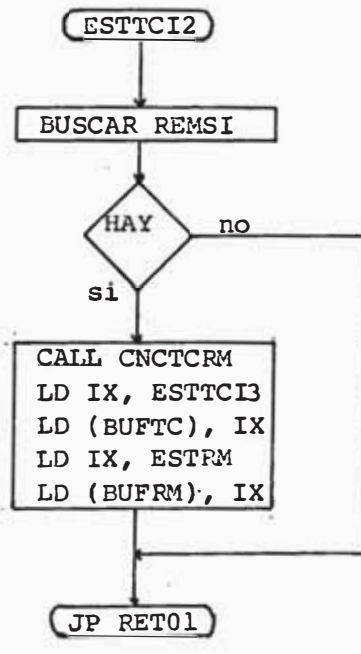 ESTTCI2
BUSCAR REMSI
HAY
no
si
CALL CNCTCRM
LD IX, ESTTCI3
LD (BUFTC), IX
LD IX, ESTRM
LD (BUFRM), IX
JP RET01